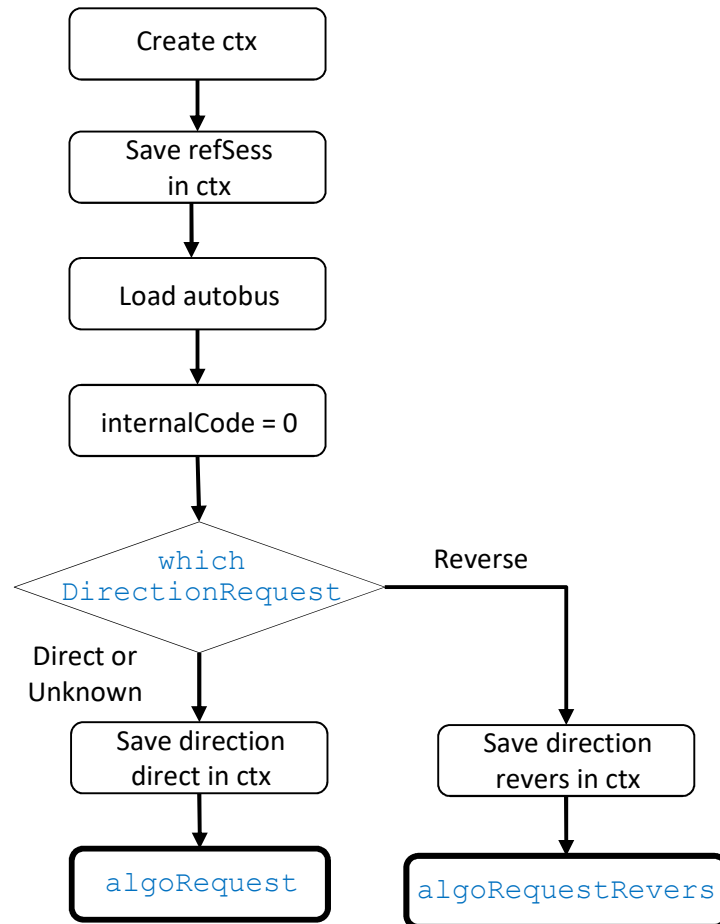 Create ctx
Save refSess
in ctx
Load autobus
internalCode = 0
which
DirectionRequest
Reverse
Direct or
Unknown
Save direction
direct in ctx
Save direction
revers in ctx
algoRequest
algoRequestRevers